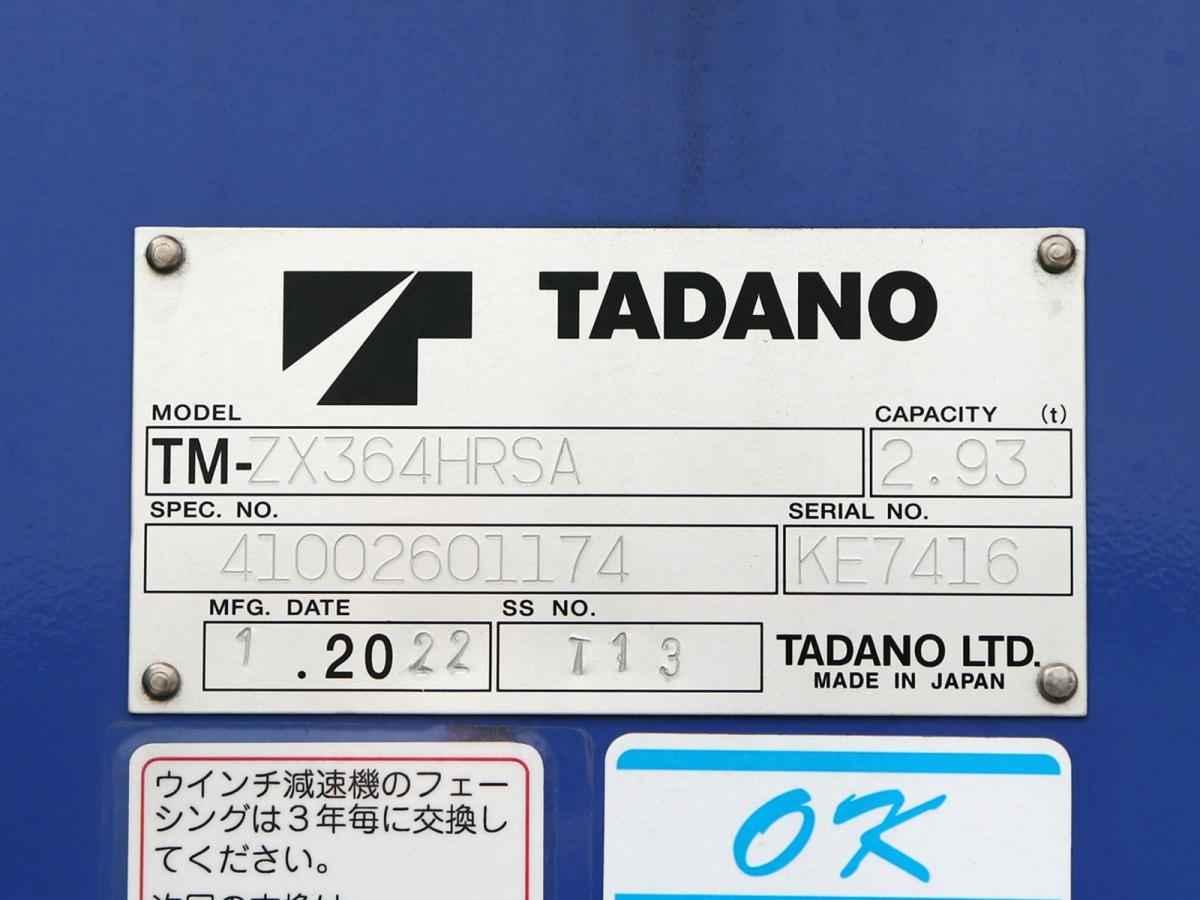 TADANO
MODEL
CAPACITY (t)
TM-ZX364HRSA
2.93
SPEC. NO.
SERIAL NO.
41002601174
KE7416
MFG. DATE
SS NO.
1 .2022
T13
TADANO LTD.
MADE IN JAPAN
ウインチ減速機のフェー
シングは3年毎に交換し
てください。
OK